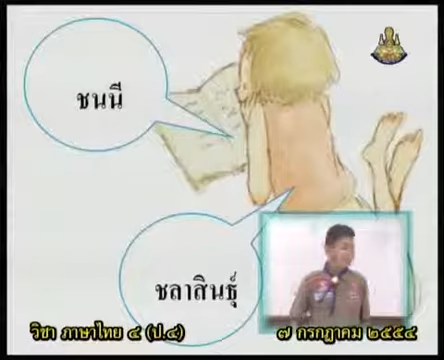 ชนนี
ชลาสินธุ์
วิชา ภาษาไทย ๔ (ป.๔)
๗ กรกฎาคม ๒๕๕๔